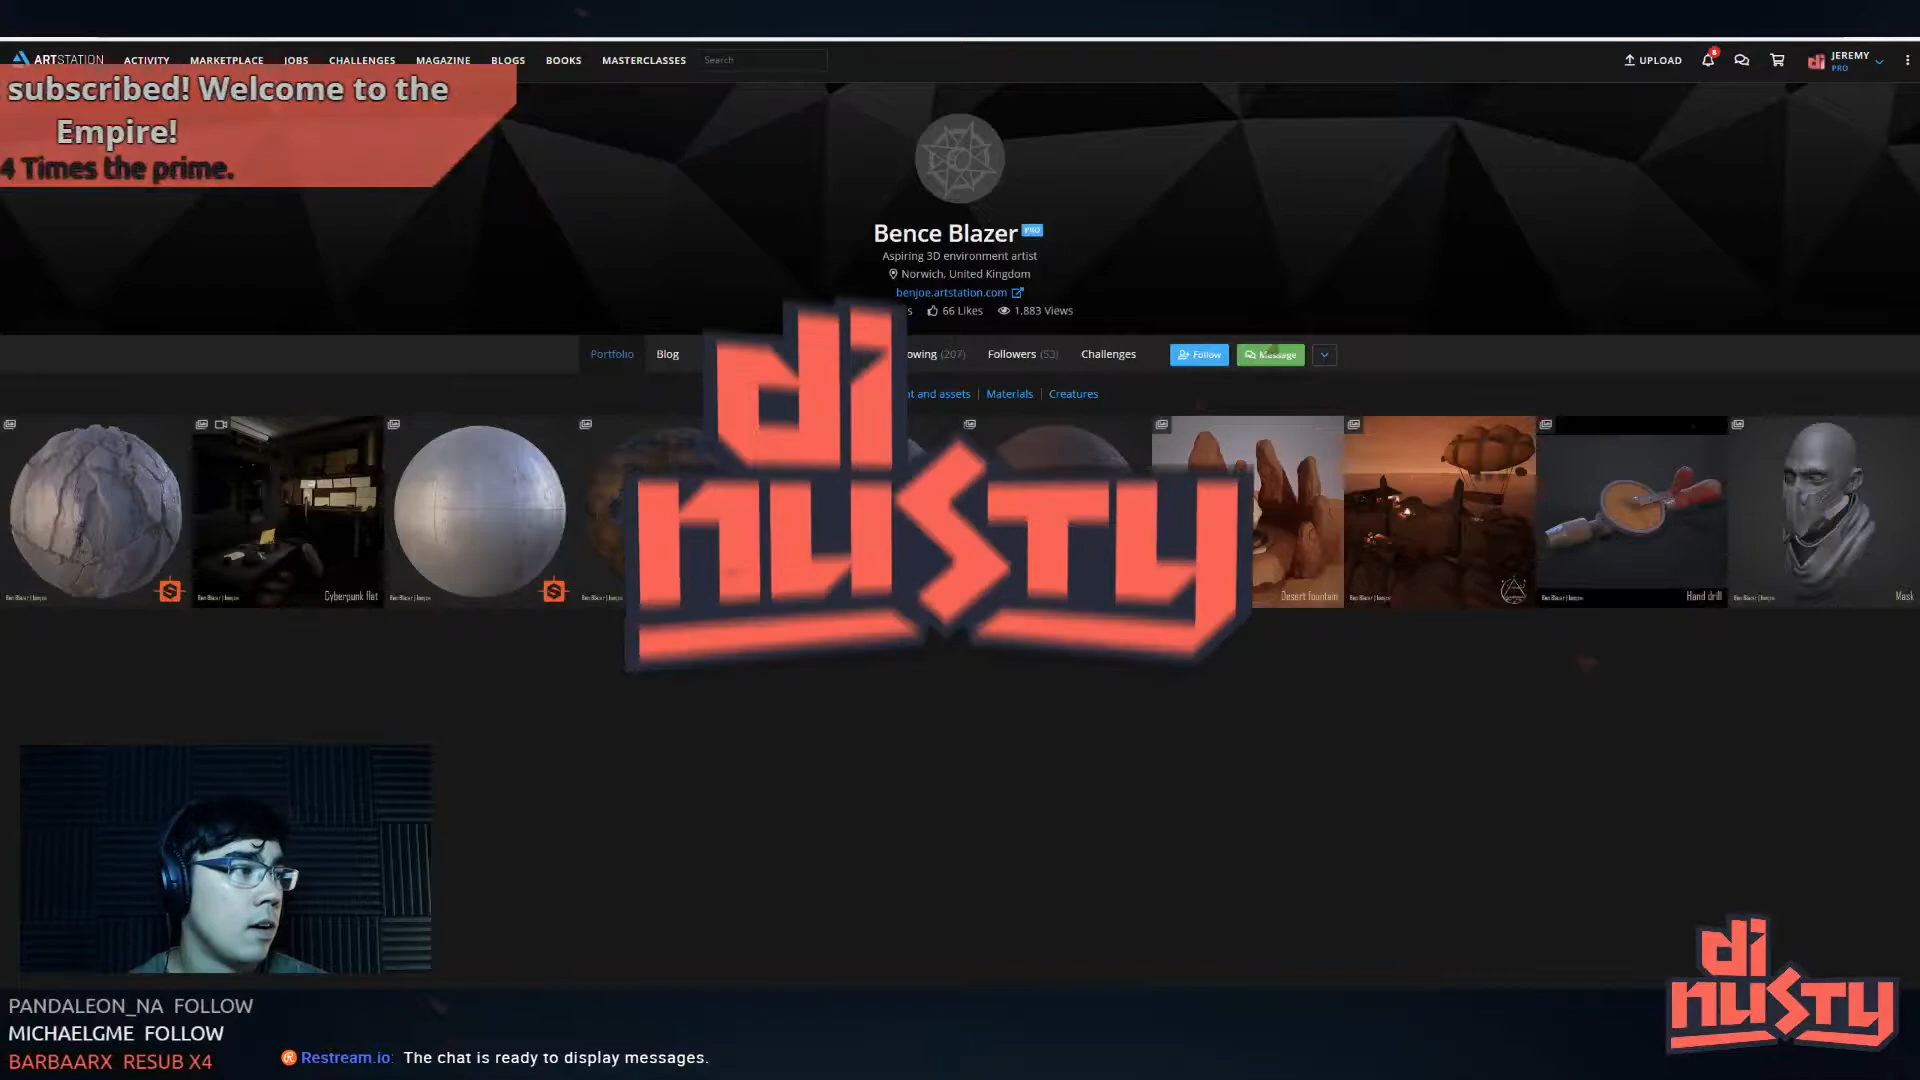 ARTSTATION ACTIVITY MARKETPLACE JOBS CHALLENGES MAGAZINE BLOGS BOOKS MASTERCLASSES Search UPLOAD 8 JEREMY
PRO
subscribed! Welcome to the
Empire!
4 Times the prime.
Bence Blazer PRO
Aspiring 3D environment artist
Norwich, United Kingdom
benjoe.artstation.com
s 66 Likes 1,883 Views
Portfolio Blog owing (207) Followers (53) Challenges Follow Message
nt and assets | Materials | Creatures
di
nusty
Cyberpunk flat
Desert fountain
Hand drill
Mask
di
nusty
PANDALEON_NA FOLLOW
MICHAELGME FOLLOW
BARBAARX RESUB X4
Restream.io: The chat is ready to display messages.